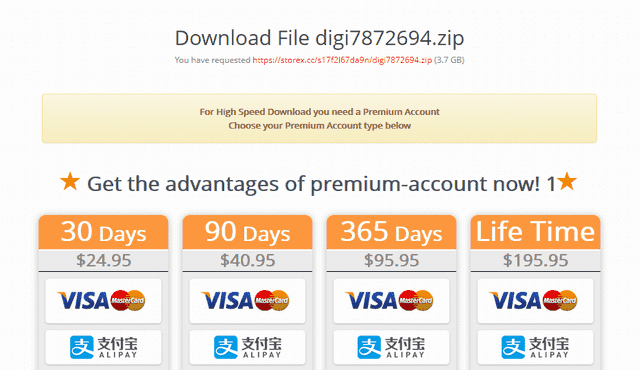 Download File digi7872694.zip
You have requested https://storex.cc/s17f2l67da9n/digi7872694.zip (3.7 GB)
For High Speed Download you need a Premium Account
Choose your Premium Account type below
Get the advantages of premium-account now! 1
30 Days 90 Days 365 Days Life Time
$24.95 $40.95 $95.95 $195.95
VISA MasterCard VISA MasterCard VISA MasterCard VISA MasterCard
支 支付宝 支 支付宝 支 支付宝 支 支付宝
ALIPAY ALIPAY ALIPAY ALIPAY